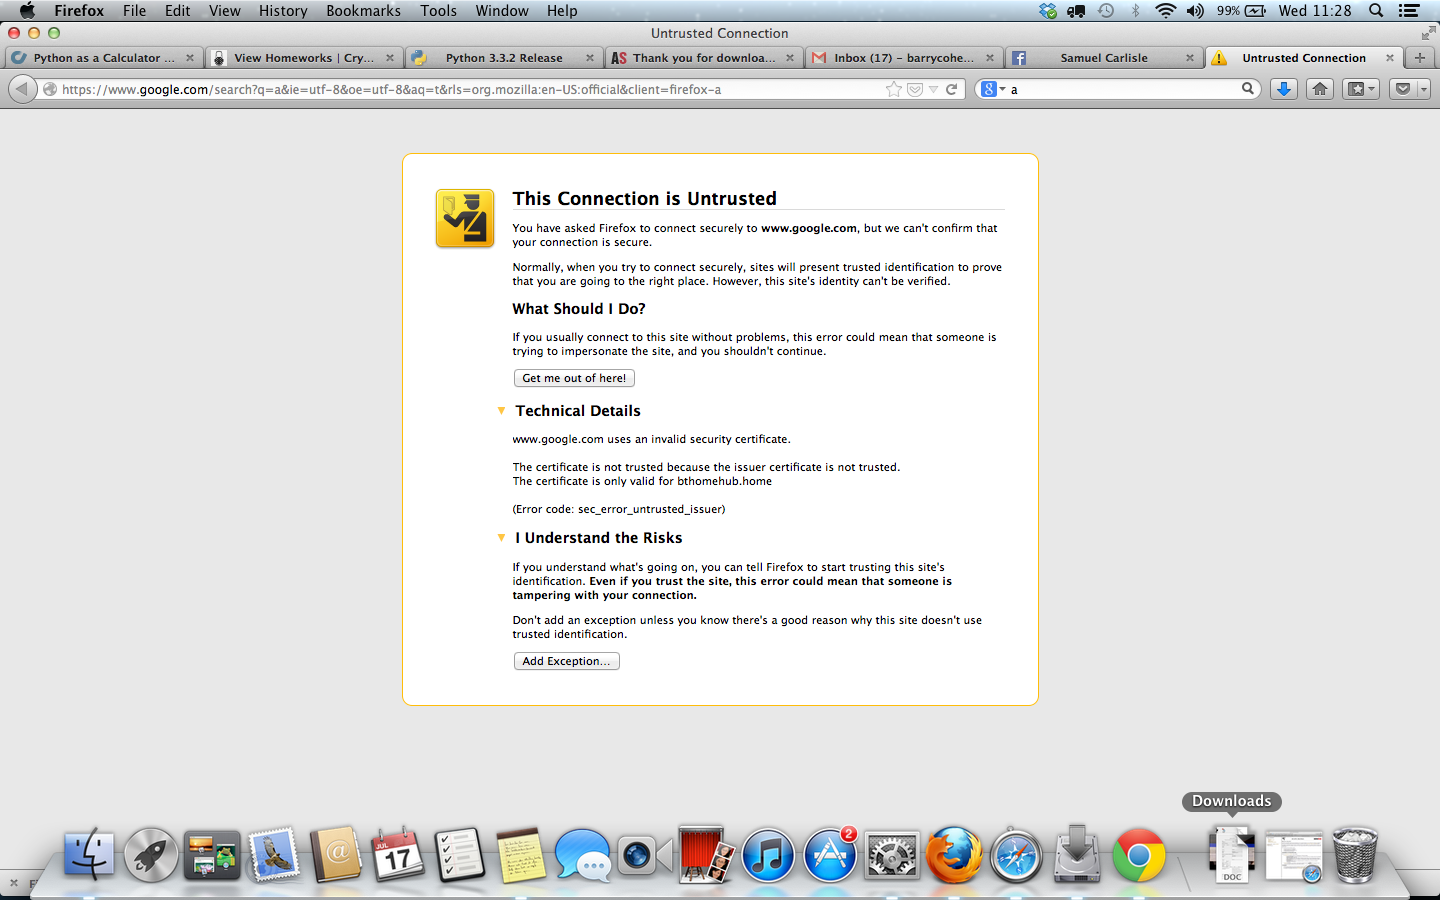 Firefox File Edit View History Bookmarks Tools Window Help 99% Wed 11:28
Untrusted Connection
Python as a Calculator ... View Homeworks | Cry... Python 3.3.2 Release AS Thank you for downloa... Inbox (17) – barrycohe... Samuel Carlisle Untrusted Connection
https://www.google.com/search?q=a&ie=utf-8&oe=utf-8&aq=t&rls=org.mozilla:en-US:official&client=firefox-a 8 a
This Connection is Untrusted
You have asked Firefox to connect securely to www.google.com, but we can't confirm that
your connection is secure.
Normally, when you try to connect securely, sites will present trusted identification to prove
that you are going to the right place. However, this site's identity can't be verified.
What Should I Do?
If you usually connect to this site without problems, this error could mean that someone is
trying to impersonate the site, and you shouldn't continue.
Get me out of here!
Technical Details
www.google.com uses an invalid security certificate.
The certificate is not trusted because the issuer certificate is not trusted.
The certificate is only valid for bthomehub.home
(Error code: sec_error_untrusted_issuer)
I Understand the Risks
If you understand what's going on, you can tell Firefox to start trusting this site's
identification. Even if you trust the site, this error could mean that someone is
tampering with your connection.
Don't add an exception unless you know there's a good reason why this site doesn't use
trusted identification.
Add Exception...
Downloads
2
JUL
17
DOC